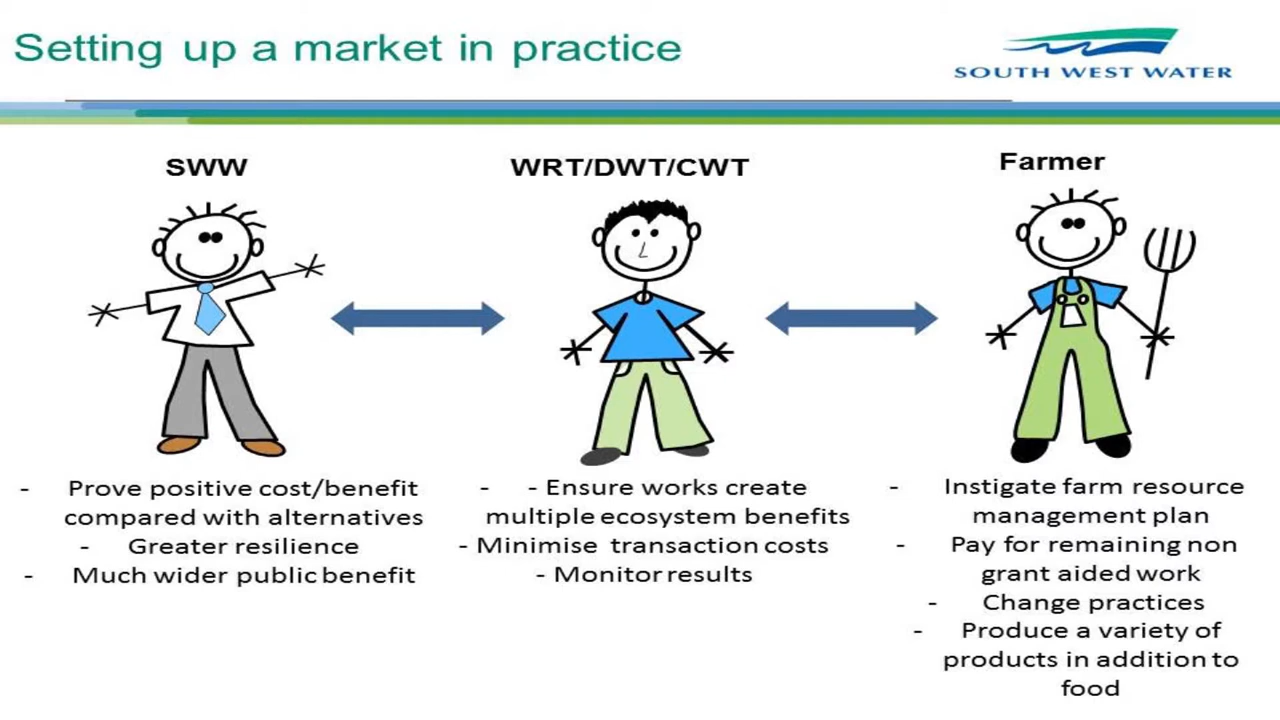 Setting up a market in practice
SOUTH WEST WATER
SWW
- Prove positive cost/benefit
compared with alternatives
- Greater resilience
- Much wider public benefit
WRT/DWT/CWT
- - Ensure works create
multiple ecosystem benefits
- Minimise transaction costs
- Monitor results
Farmer
- Instigate farm resource
management plan
- Pay for remaining non
grant aided work
- Change practices
- Produce a variety of
products in addition to
food